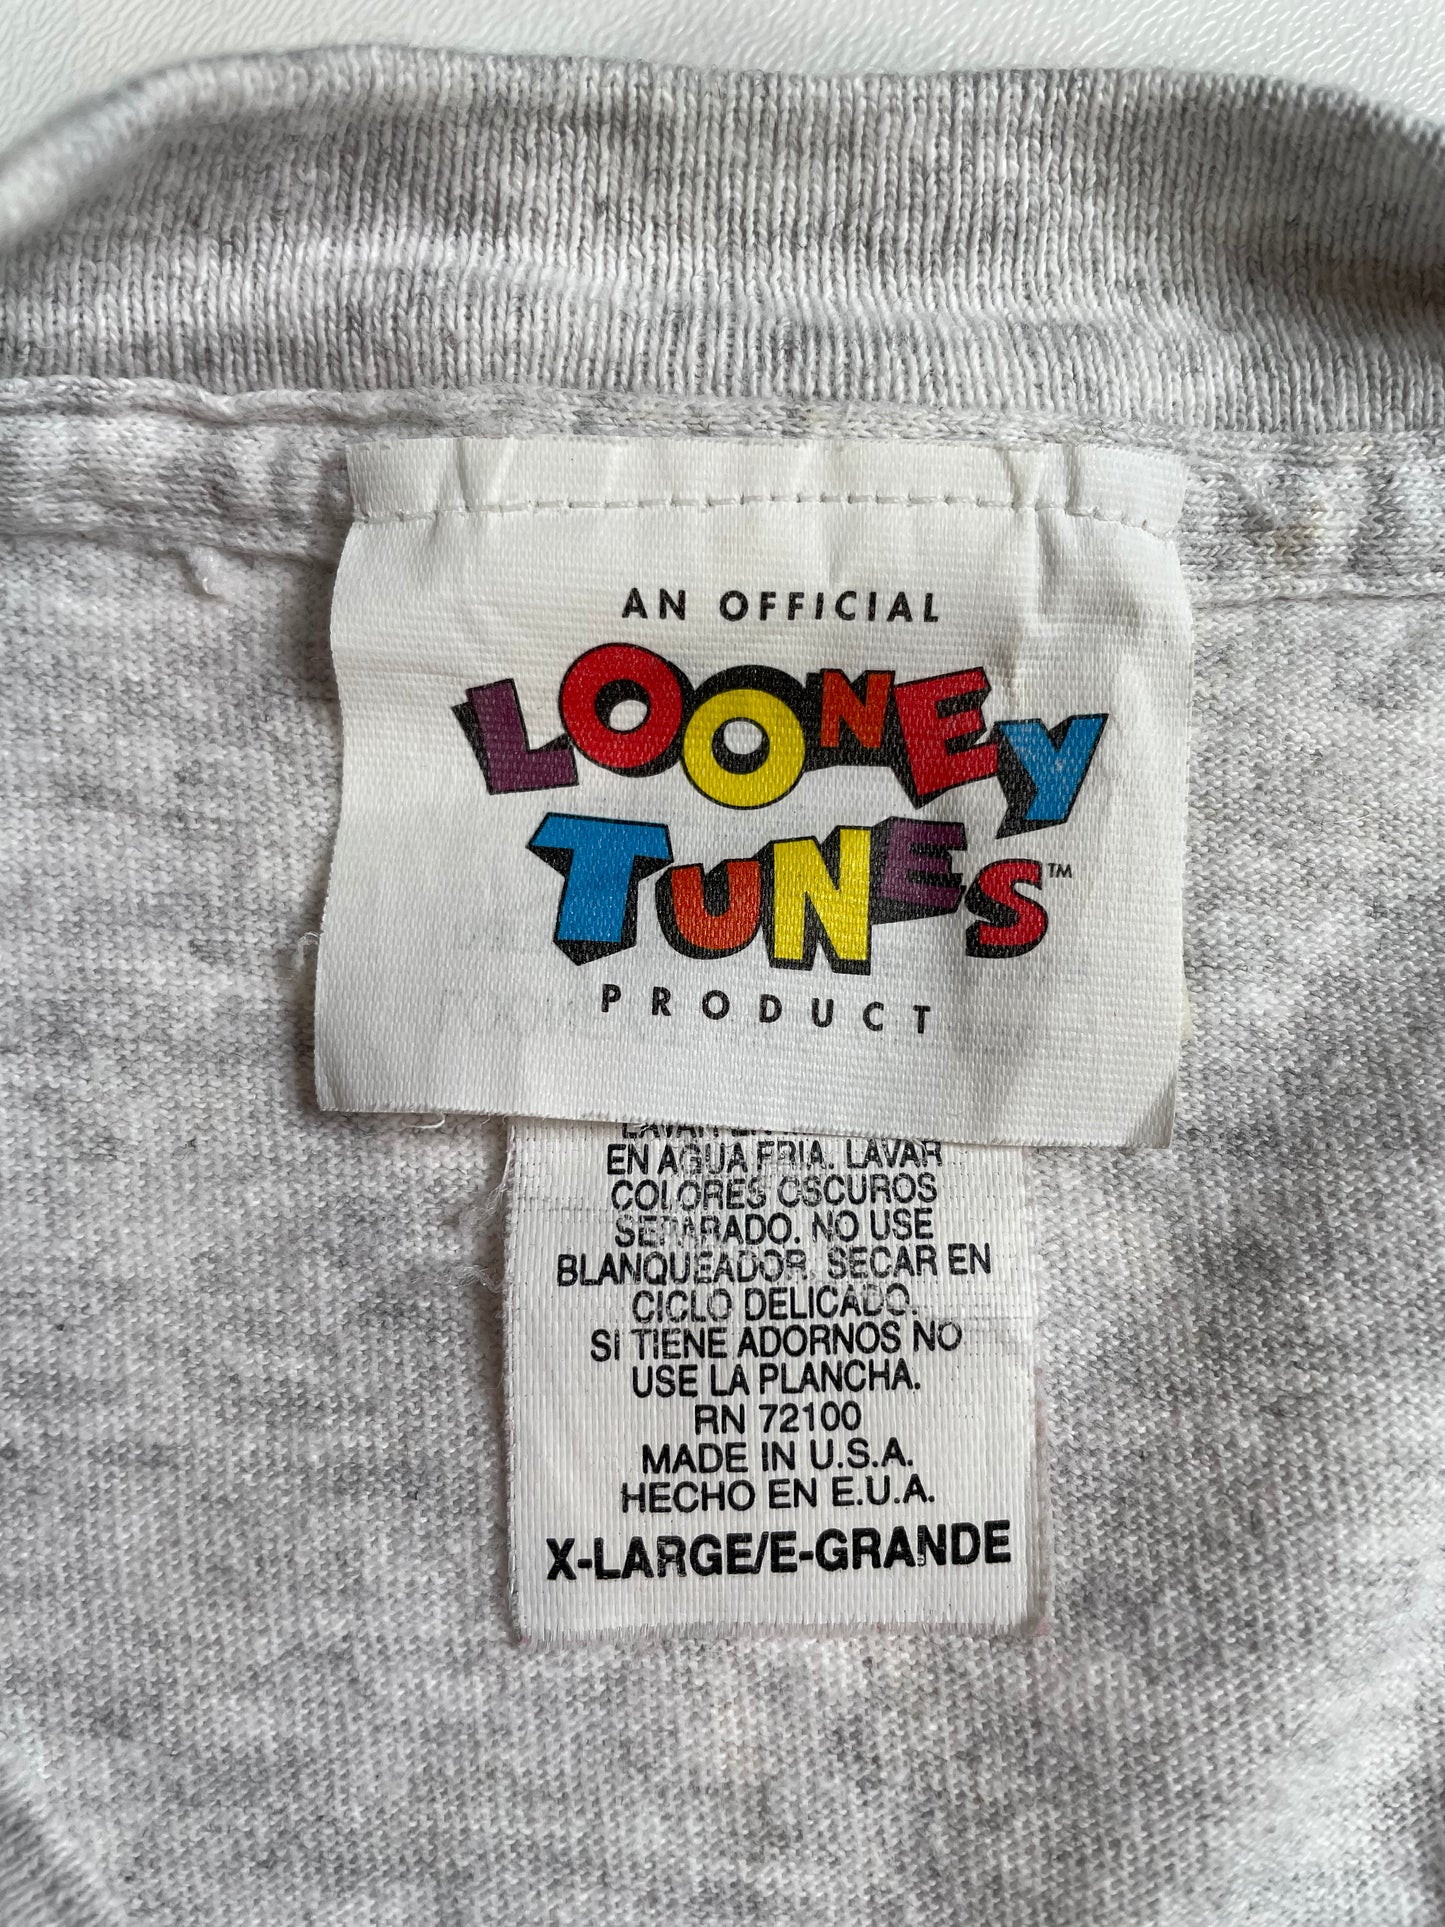 AN OFFICIAL
LOONEY
TUNES™
PRODUCT
EN AGUA FRIA. LAVAR
COLORES OSCUROS
SEPARADO. NO USE
BLANQUEADOR. SECAR EN
CICLO DELICADO.
SI TIENE ADORNOS NO
USE LA PLANCHA.
RN 72100
MADE IN U.S.A.
HECHO EN E.U.A.
X-LARGE/E-GRANDE